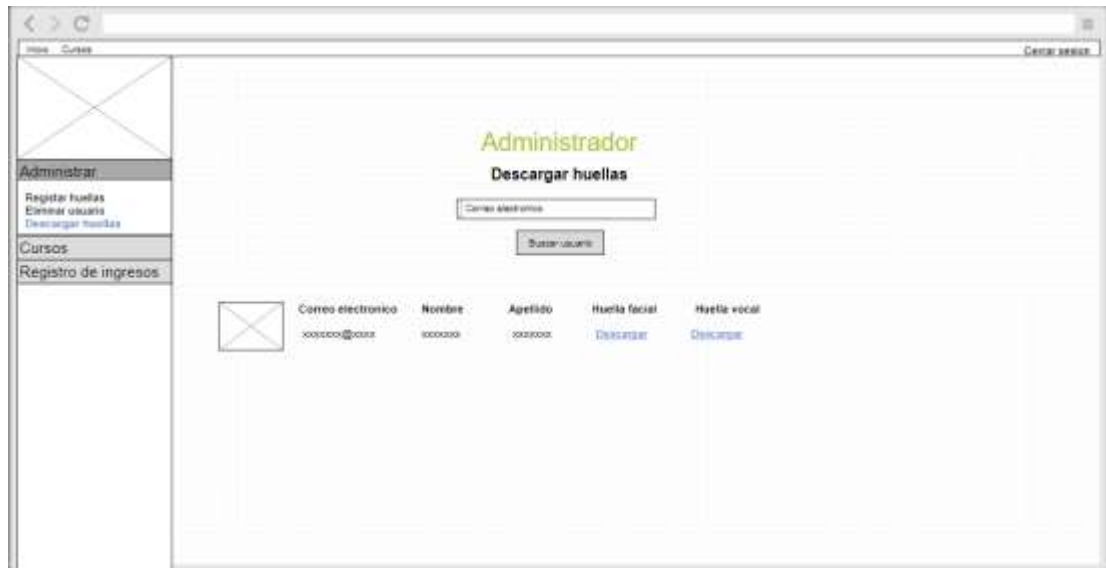 Inicio Cursos
Cerrar sesion
Administrador
Descargar huellas
Administrar
Registar huellas
Eliminar usuario
Descargar huellas
Cursos
Registro de ingresos
Correo electronico
Buscar usuario
Correo electronico Nombre Apellido Huella facial Huella vocal
xxxxxxx@xxxx xxxxxxx xxxxxxx Descargar Descargar